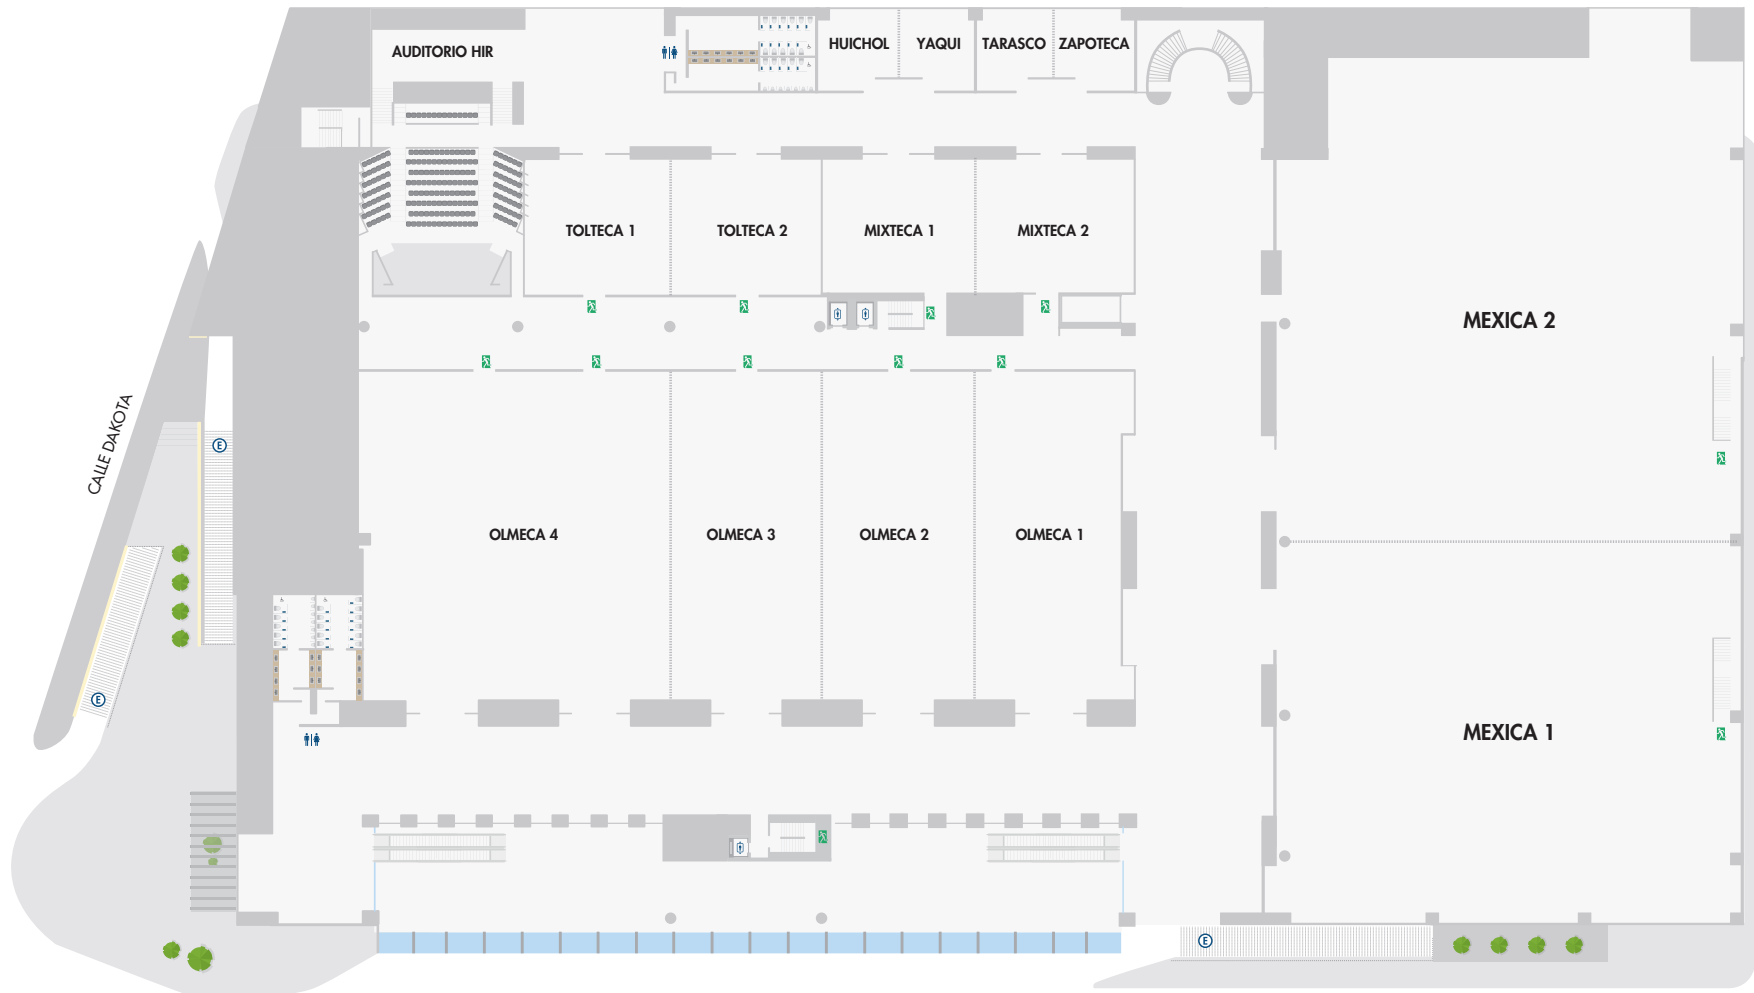 AUDITORIO HIR
HUICHOL
YAQUI
TARASCO
ZAPOTECA
TOLTECA 1
TOLTECA 2
MIXTECA 1
MIXTECA 2
MEXICA 2
CALLE DAKOTA
E
OLMECA 4
OLMECA 3
OLMECA 2
OLMECA 1
E
MEXICA 1
E